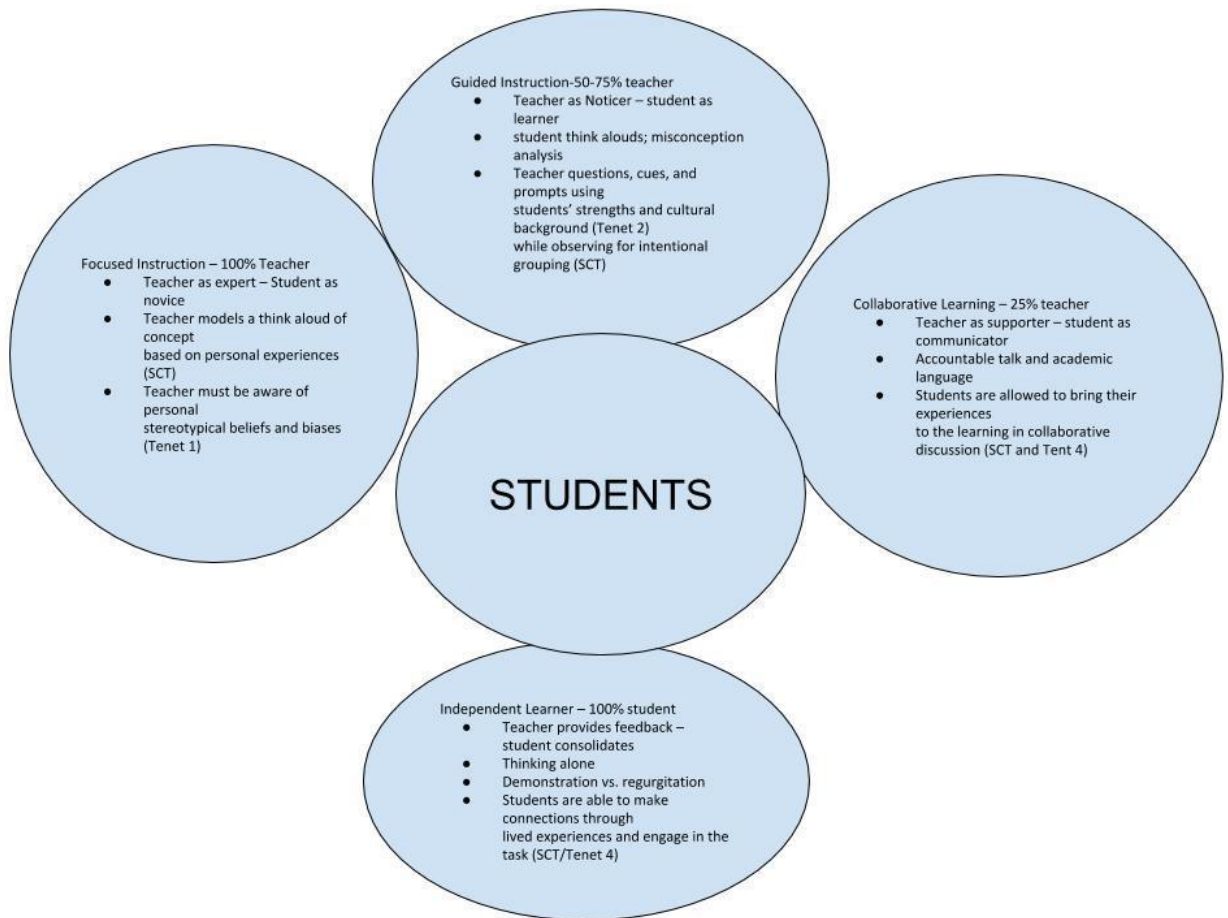 Guided Instruction-50-75% teacher
● Teacher as Noticer – student as
learner
● student think alouds; misconception
analysis
● Teacher questions, cues, and
prompts using
students’ strengths and cultural
background (Tenet 2)
while observing for intentional
grouping (SCT)
Focused Instruction – 100% Teacher
● Teacher as expert – Student as
novice
● Teacher models a think aloud of
concept
based on personal experiences
(SCT)
● Teacher must be aware of
personal
stereotypical beliefs and biases
(Tenet 1)
Collaborative Learning – 25% teacher
● Teacher as supporter – student as
communicator
● Accountable talk and academic
language
● Students are allowed to bring their
experiences
to the learning in collaborative
discussion (SCT and Tent 4)
STUDENTS
Independent Learner – 100% student
● Teacher provides feedback –
student consolidates
● Thinking alone
● Demonstration vs. regurgitation
● Students are able to make
connections through
lived experiences and engage in the
task (SCT/Tenet 4)